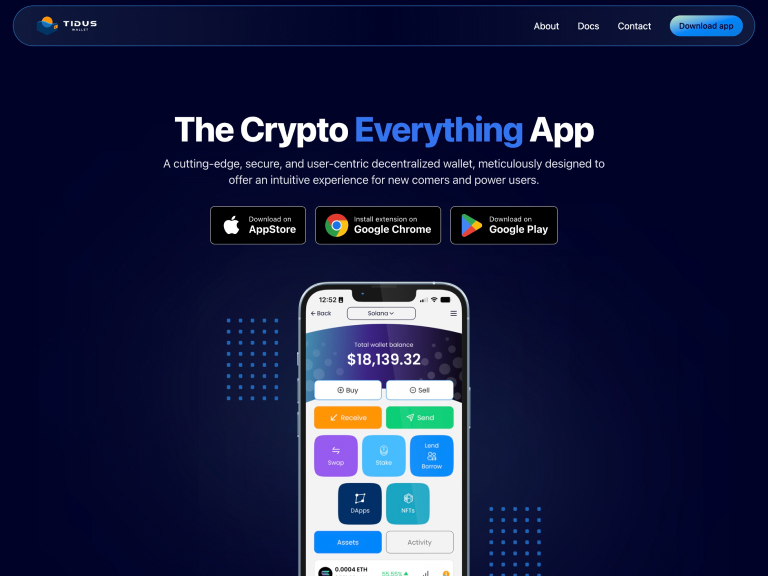 TIDUS
WALLET
About
Docs
Contact
Download app
The Crypto Everything App
A cutting-edge, secure, and user-centric decentralized wallet, meticulously designed to
offer an intuitive experience for new comers and power users.
Download on
AppStore
Install extension on
Google Chrome
Download on
Google Play
12:52
Back
Solana
Total wallet balance
$18,139.32
Buy
Sell
Receive
Send
Swap
Stake
Lend
Borrow
DApps
NFTs
Assets
Activity
0.0004 ETH
55.55%